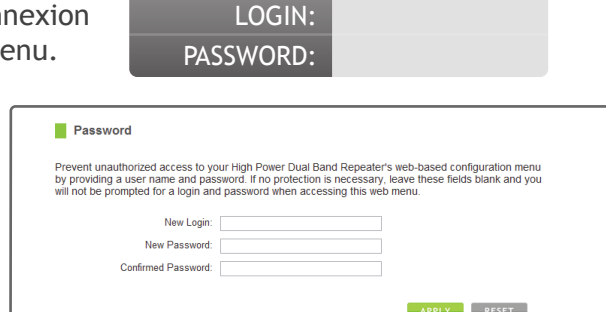 LOGIN:
enu.
PASSWORD:
Password
Prevent unauthorized access to your High Power Dual Band Repeater's web-based configuration menu
by providing a user name and password. If no protection is necessary, leave these fields blank and you
will not be prompted for a login and password when accessing this web menu.
New Login:
New Password:
Confirmed Password:
APPLY RESET